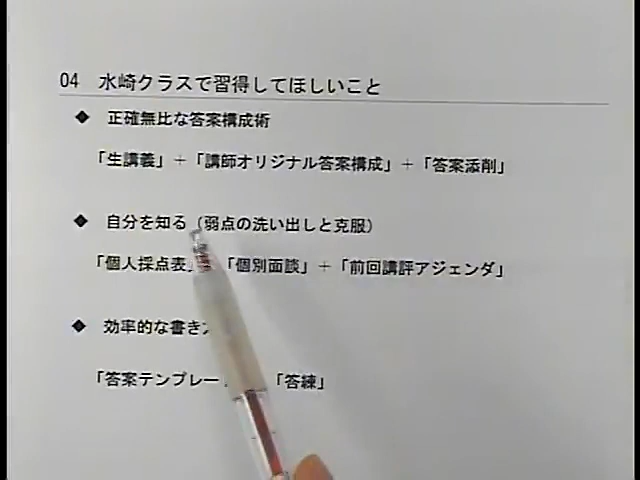 04 水崎クラスで習得してほしいこと
◆ 正確無比な答案構成術
「生講義」+「講師オリジナル答案構成」+「答案添削」
◆ 自分を知る（弱点の洗い出しと克服）
「個人採点表」 「個別面談」+「前回講評アジェンダ」
◆ 効率的な書き
「答案テンプレー 「答練」